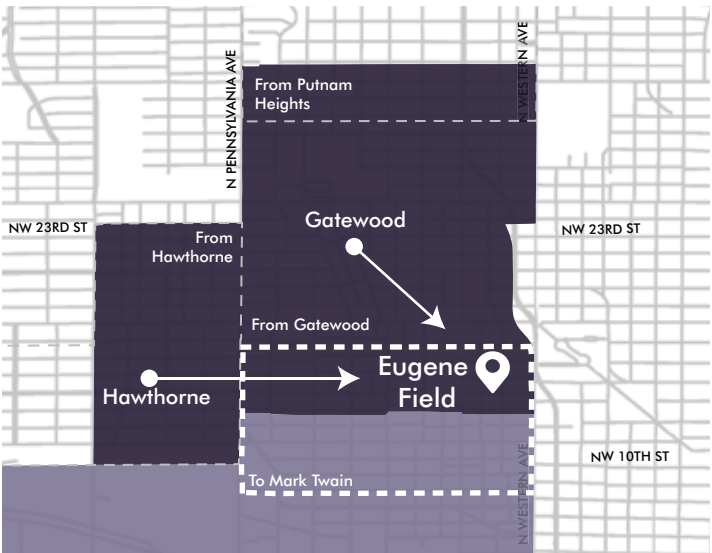 N PENNSYLVANIA AVE
N WESTERN AVE
From Putnam
Heights
NW 23RD ST
From
Hawthorne
Gatewood
NW 23RD ST
From Gatewood
Eugene
Field
Hawthorne
NW 10TH ST
To Mark Twain
N WESTERN AVE